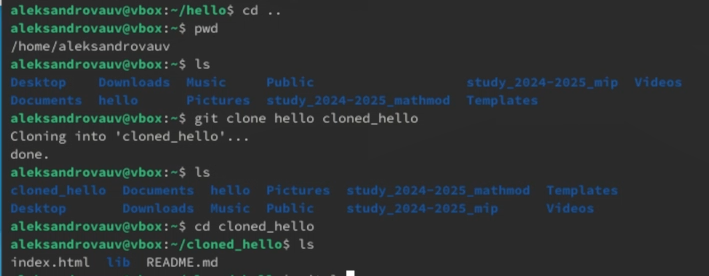 aleksandrovauv@vbox:~/hello$ cd ..
aleksandrovauv@vbox:~$ pwd
/home/aleksandrovauv
aleksandrovauv@vbox:~$ ls
Desktop Downloads Music Public study_2024-2025_mip Videos
Documents hello Pictures study_2024-2025_mathmod Templates
aleksandrovauv@vbox:~$ git clone hello cloned_hello
Cloning into 'cloned_hello'...
done.
aleksandrovauv@vbox:~$ ls
cloned_hello Documents hello Pictures study_2024-2025_mathmod Templates
Desktop Downloads Music Public study_2024-2025_mip Videos
aleksandrovauv@vbox:~$ cd cloned_hello
aleksandrovauv@vbox:~/cloned_hello$ ls
index.html lib README.md